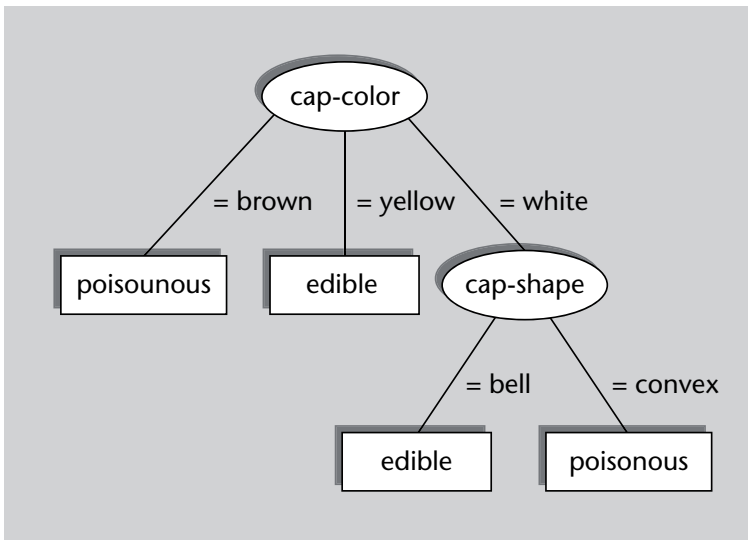 cap-color
= brown
= yellow
= white
poisounous
edible
cap-shape
= bell
= convex
edible
poisonous